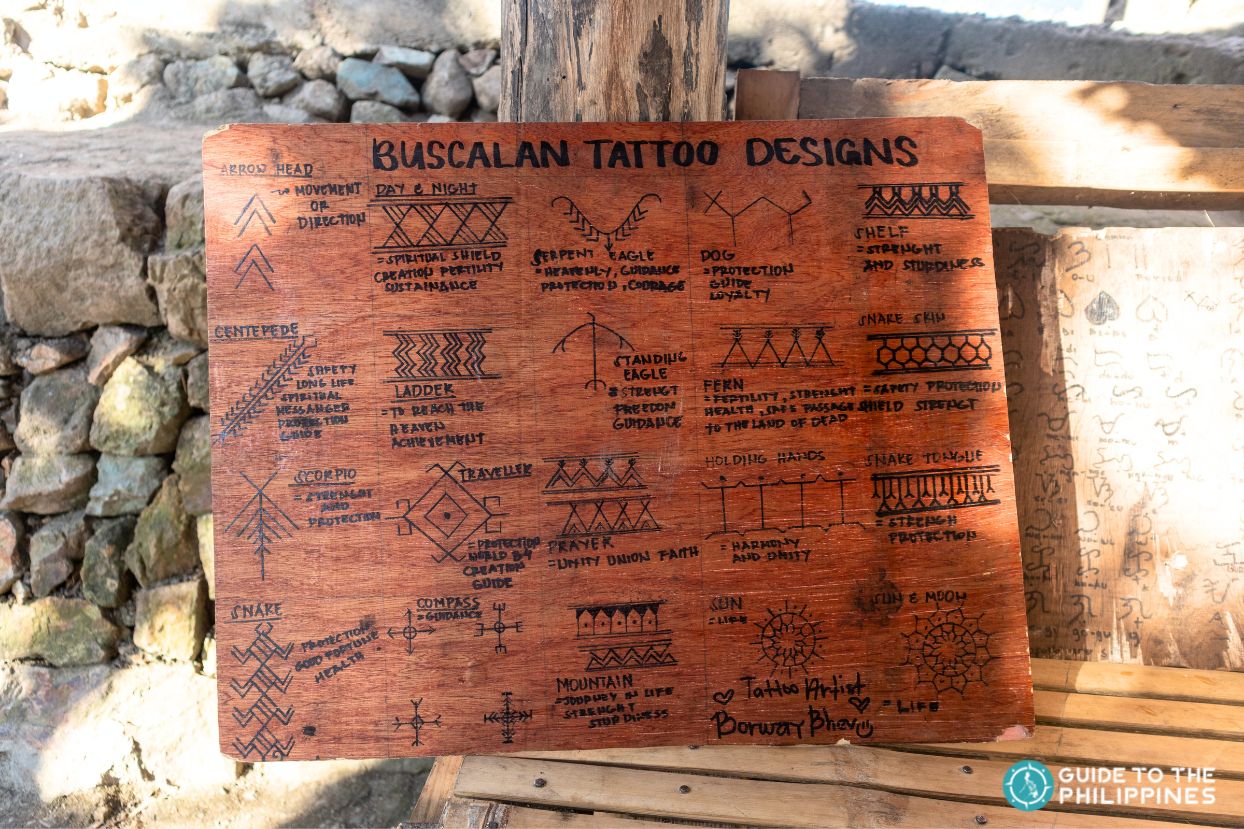 BUSCALAN TATTOO DESIGNS
ARROW HEAD
MOVEMENT
OR
DIRECTION
DAY & NIGHT
= SPIRITUAL SHIELD
CREATION FERTILITY
SUSTAINANCE
SERPENT EAGLE
= HEAVENLY, GUIDANCE
PROTECTION, COURAGE
DOG
= PROTECTION
GUIDE
LOYALTY
SHELF
= STRENGHT
AND STURDINESS
CENTEPEDE
SAFETY
LONG LIFE
SPIRITUAL
MESSANGER
PROTECTION
GUIDE
LADDER
= TO REACH THE
HEAVEN
ACHIEVEMENT
STANDING
EAGLE
= STRENGT
FREEDOM
GUIDANCE
FERN
= FERTILITY, STRENGHT
HEALTH, SAFE PASSAGE
TO THE LAND OF DEAD
SNAKE SKIN
= SAFETY PROTECTION
SHIELD STRENGT
SCORPIO
= STRENGHT
AND
PROTECTION
TRAVELLER
= PROTECTION
WORLD BY
CREATION
GUIDE
PRAYER
= UNITY UNION FAITH
HOLDING HANDS
= HARMONY
AND UNITY
SNAKE TONGUE
= STRENGH
PROTECTION
SNAKE
PROTECTION
GOOD FORTUNE
HEALTH
COMPASS
= GUIDANCE
MOUNTAIN
= JOURNEY IN LIFE
STRENGHT
STURDINESS
SUN
= LIFE
SUN & MOON
= LIFE
Tattoo Artist
Borway Bhev
GUIDE TO THE
PHILIPPINES